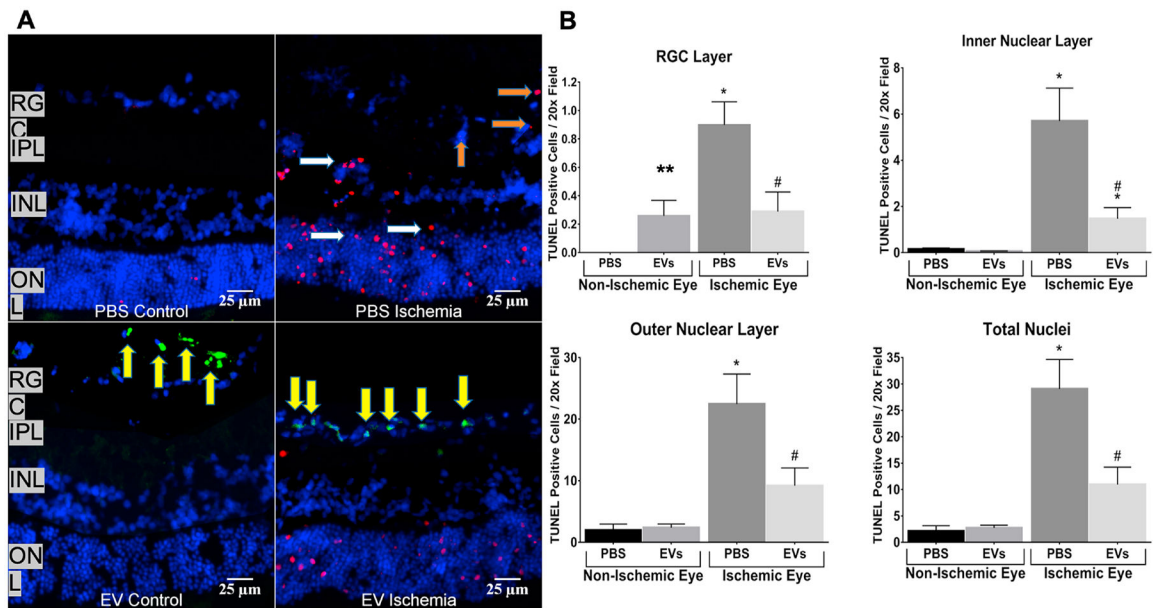 A
RG
C
IPL
INL
ON
L
25 µm
PBS Control
25 µm
PBS Ischemia
RG
C
IPL
INL
ON
L
25 µm
EV Control
25 µm
EV Ischemia
B
RGC Layer
TUNEL Positive Cells / 20x Field
1.2
1.0
0.8
0.6
0.4
0.2
0.0
**
*
#
PBS EVs PBS EVs
Non-Ischemic Eye Ischemic Eye
Inner Nuclear Layer
TUNEL Positive Cells / 20x Field
8
6
4
2
0
*
#
*
PBS EVs PBS EVs
Non-Ischemic Eye Ischemic Eye
Outer Nuclear Layer
TUNEL Positive Cells / 20x Field
30
20
10
0
*
#
PBS EVs PBS EVs
Non-Ischemic Eye Ischemic Eye
Total Nuclei
TUNEL Positive Cells / 20x Field
35
30
25
20
15
10
5
0
*
#
PBS EVs PBS EVs
Non-Ischemic Eye Ischemic Eye